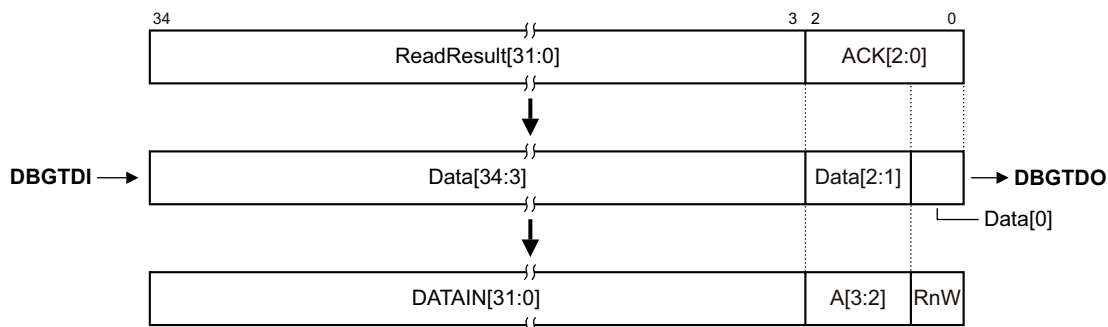 34 3 2 0
ReadResult[31:0] ACK[2:0]
DBGTDI Data[34:3] Data[2:1] DBGTDO
Data[0]
DATAIN[31:0] A[3:2] RnW